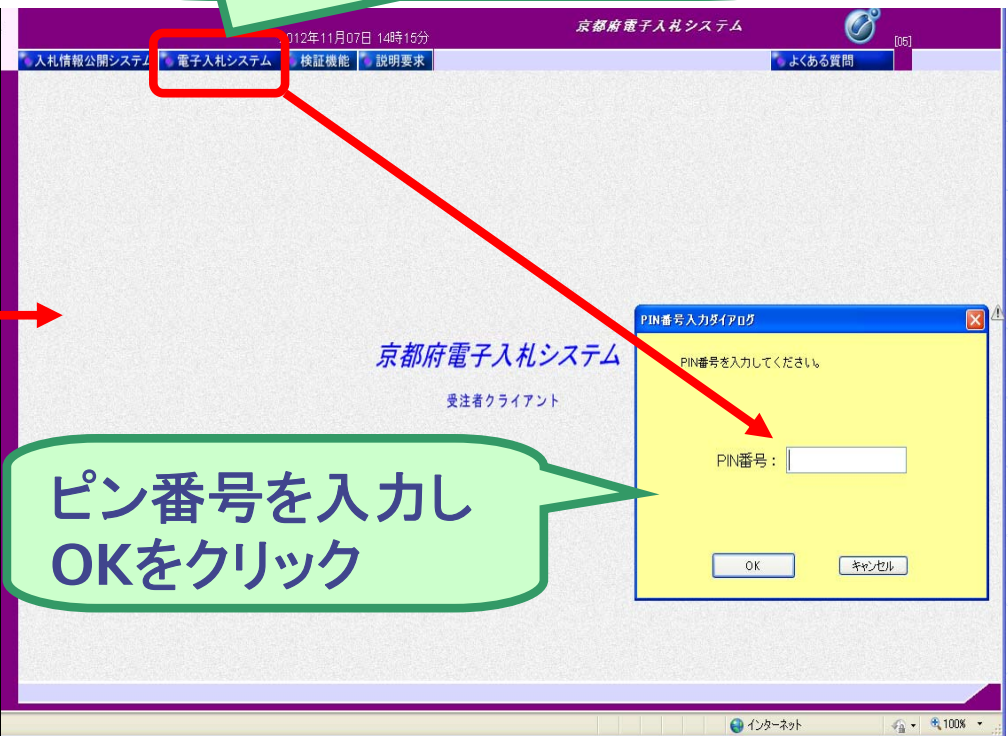 京都府電子入札システム
2012年11月07日 14時15分
[05]
入札情報公開システム 電子入札システム 検証機能 説明要求 よくある質問
PIN番号入力ダイアログ
PIN番号を入力してください。
京都府電子入札システム
受注者クライアント
PIN番号：
ピン番号を入力し
OKをクリック
OK キャンセル
インターネット 100%